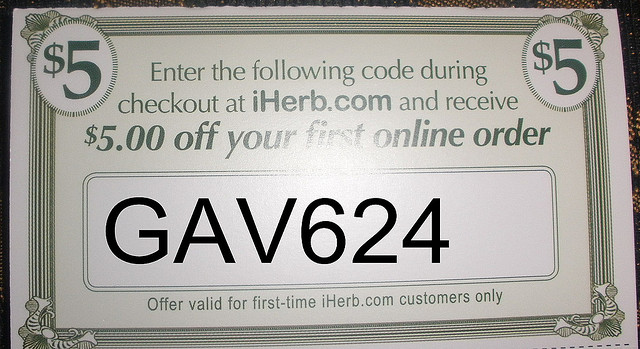 $5 $5
Enter the following code during
checkout at iHerb.com and receive
$5.00 off your first online order
GAV624
Offer valid for first-time iHerb.com customers only